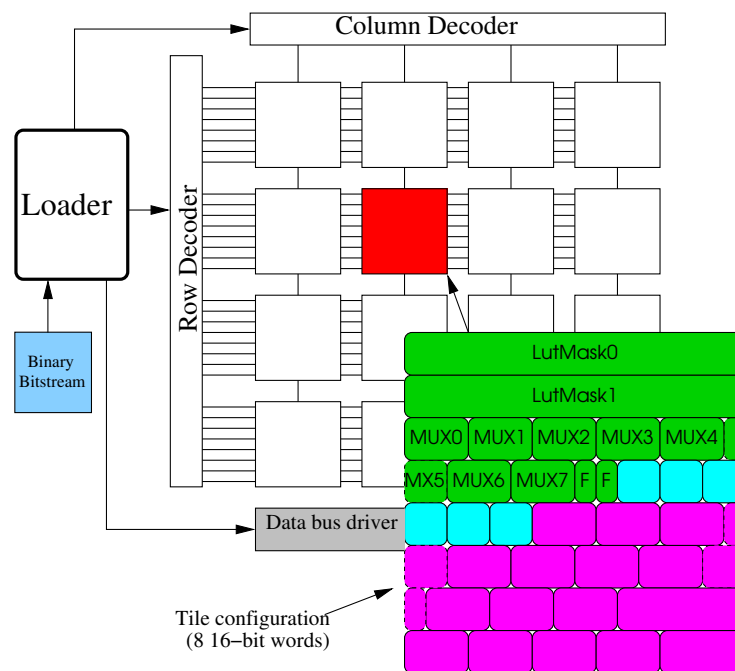 Column Decoder
Loader
Row Decoder
Binary
Bitstream
LutMask0
LutMask1
MUX0 MUX1 MUX2 MUX3 MUX4
MX5 MUX6 MUX7 F F
Data bus driver
Tile configuration
(8 16−bit words)